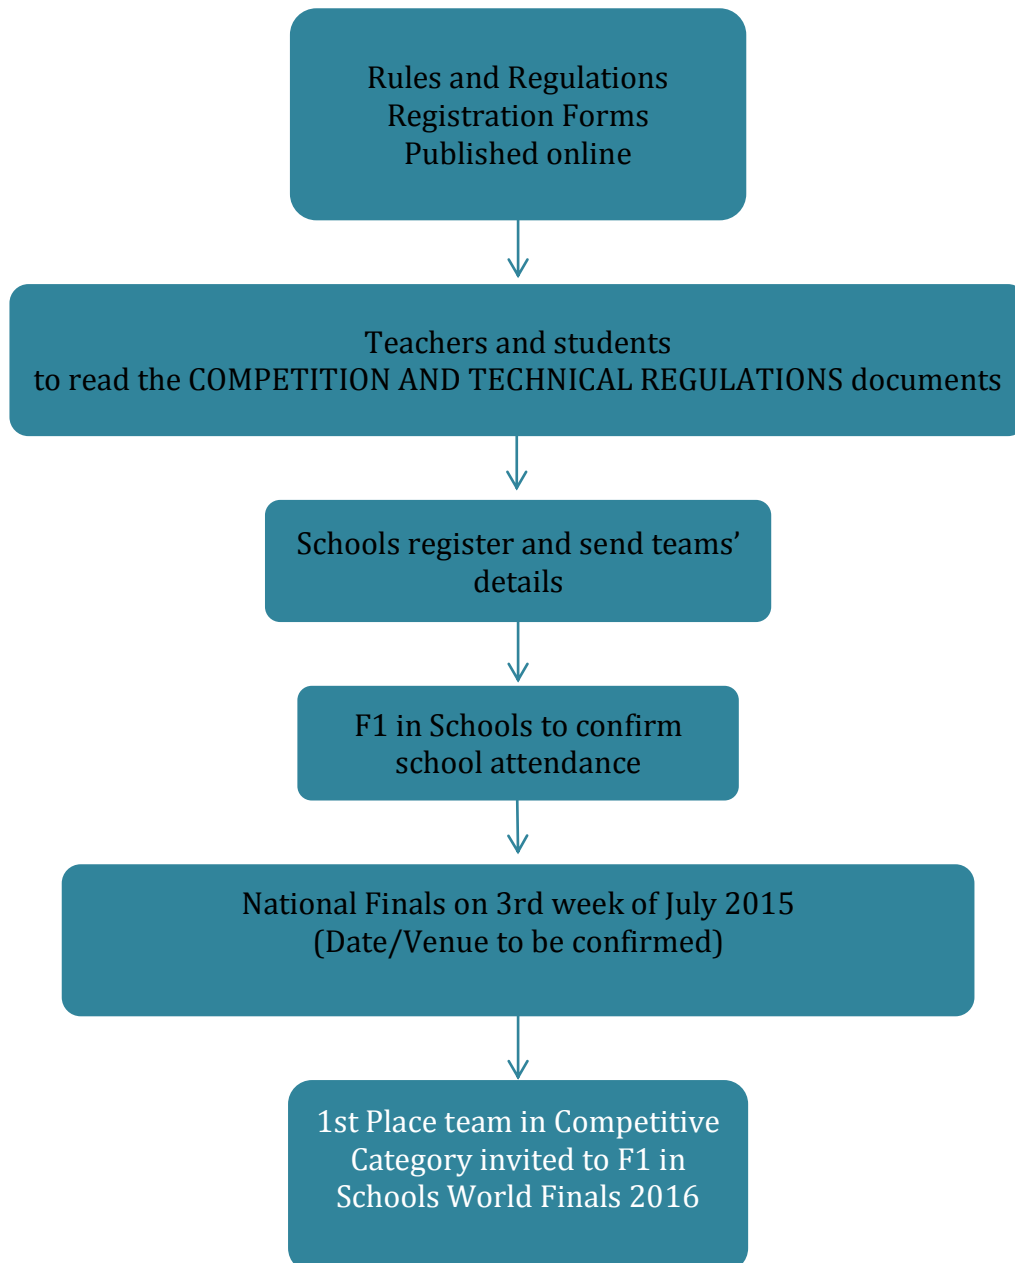 Rules and Regulations
Registration Forms
Published online
Teachers and students
to read the COMPETITION AND TECHNICAL REGULATIONS documents
Schools register and send teams’
details
F1 in Schools to confirm
school attendance
National Finals on 3rd week of July 2015
(Date/Venue to be confirmed)
1st Place team in Competitive
Category invited to F1 in
Schools World Finals 2016